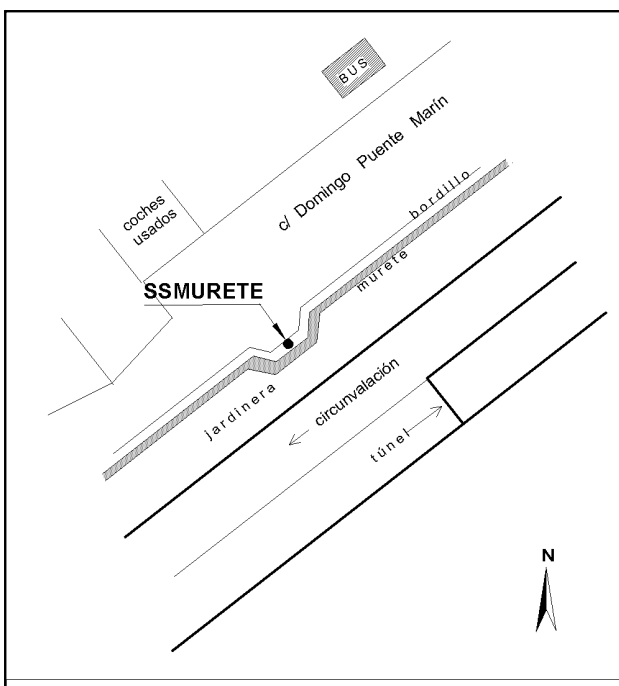 BUS
c/ Domingo Puente Marín
coches
usados
bordillo
murete
SSMURETE
jardinera
circunvalación
túnel
N